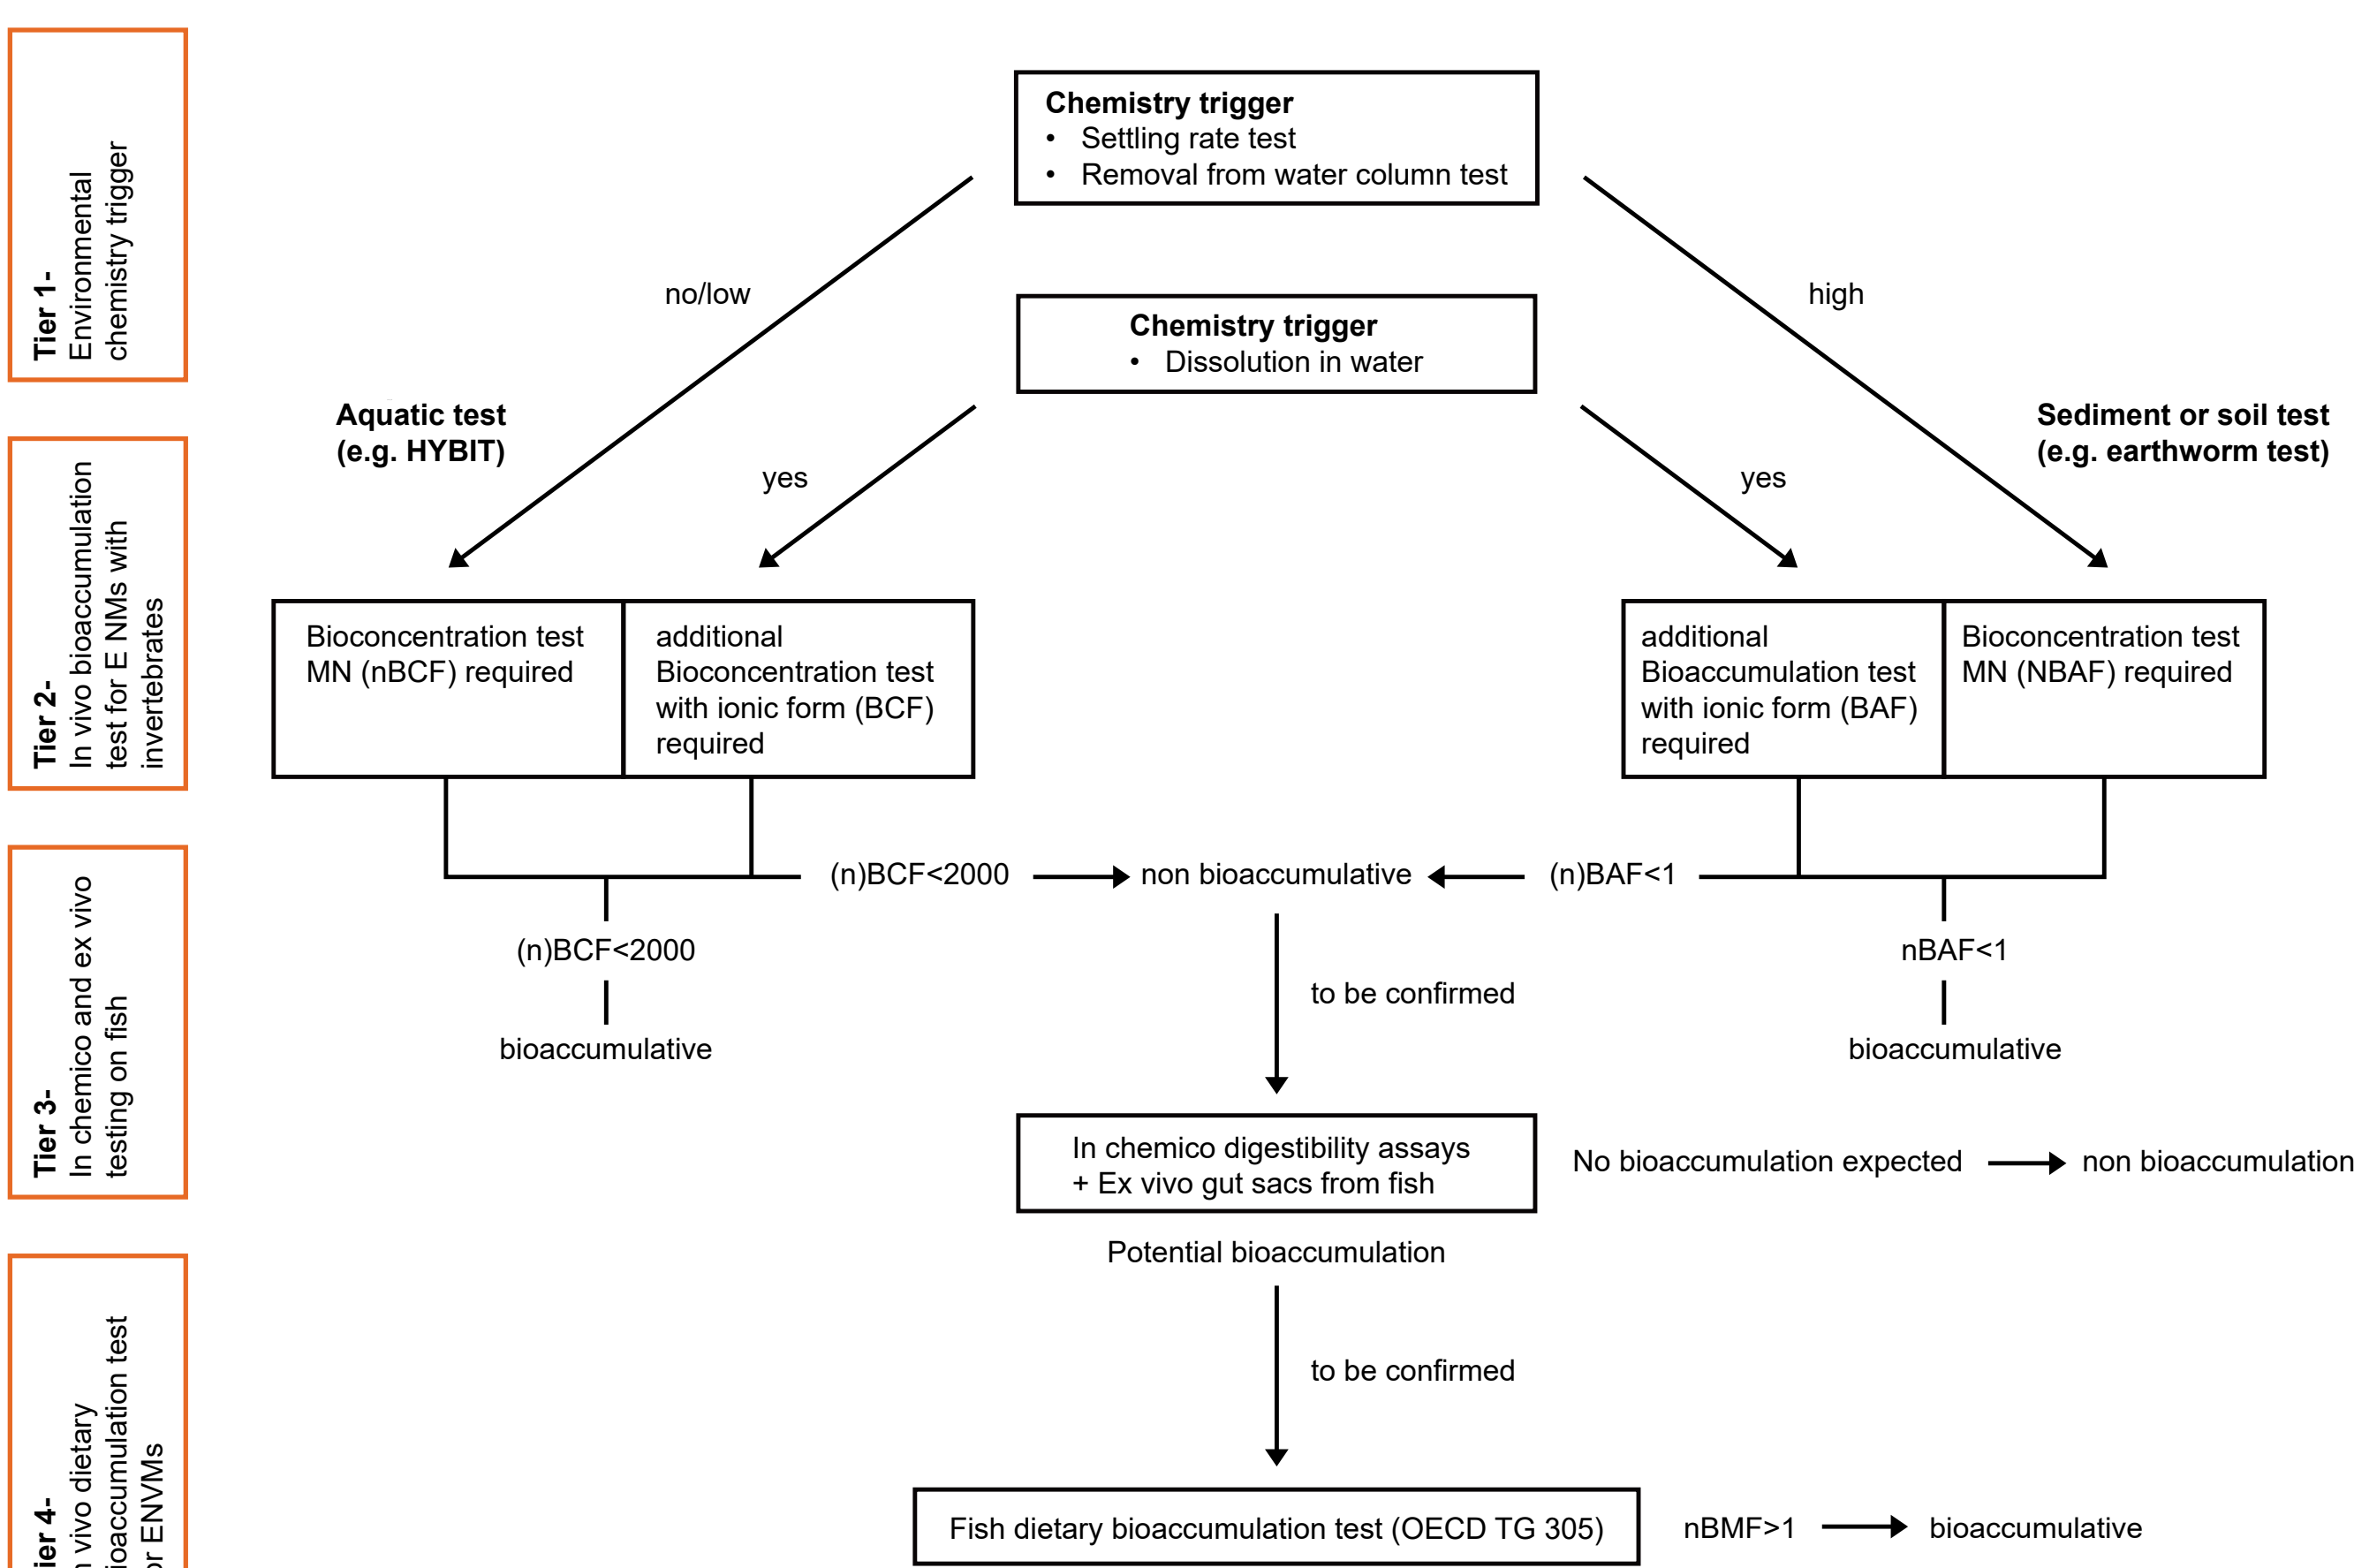 Tier 1-
Environmental
chemistry trigger
Chemistry trigger
• Settling rate test
• Removal from water column test
no/low
high
Chemistry trigger
• Dissolution in water
Aquatic test
(e.g. HYBIT)
yes
yes
Sediment or soil test
(e.g. earthworm test)
Tier 2-
In vivo bioaccumulation
test for E NMs with
invertebrates
Bioconcentration test
MN (nBCF) required
additional
Bioconcentration test
with ionic form (BCF)
required
additional
Bioaccumulation test
with ionic form (BAF)
required
Bioconcentration test
MN (NBAF) required
Tier 3-
In chemico and ex vivo
testing on fish
(n)BCF<2000
non bioaccumulative
(n)BAF<1
(n)BCF<2000
nBAF<1
to be confirmed
bioaccumulative
bioaccumulative
In chemico digestibility assays
+ Ex vivo gut sacs from fish
No bioaccumulation expected
non bioaccumulation
Potential bioaccumulation
to be confirmed
vivo dietary
test
ENVMs
Fish dietary bioaccumulation test (OECD TG 305)
nBMF>1
bioaccumulative